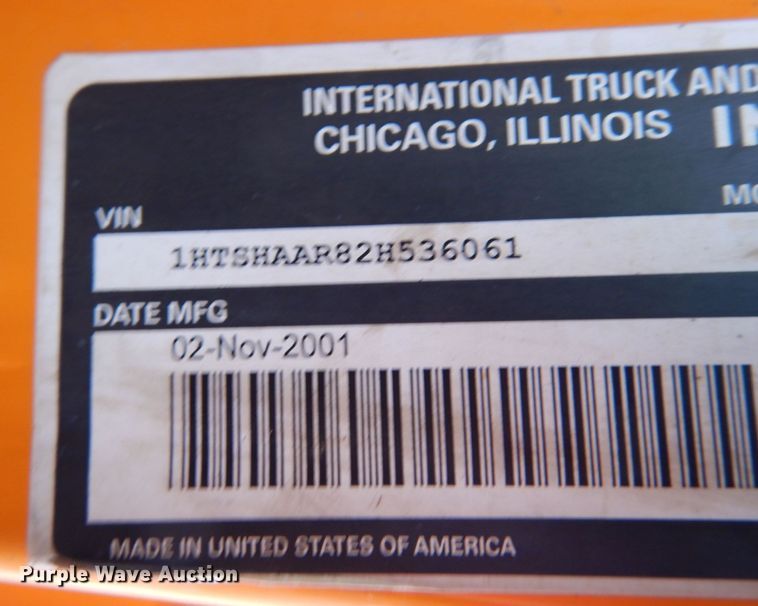 INTERNATIONAL TRUCK AND
CHICAGO, ILLINOIS
VIN
1HTSHAAR82H536061
DATE MFG
02-Nov-2001
MADE IN UNITED STATES OF AMERICA
Purple Wave Auction